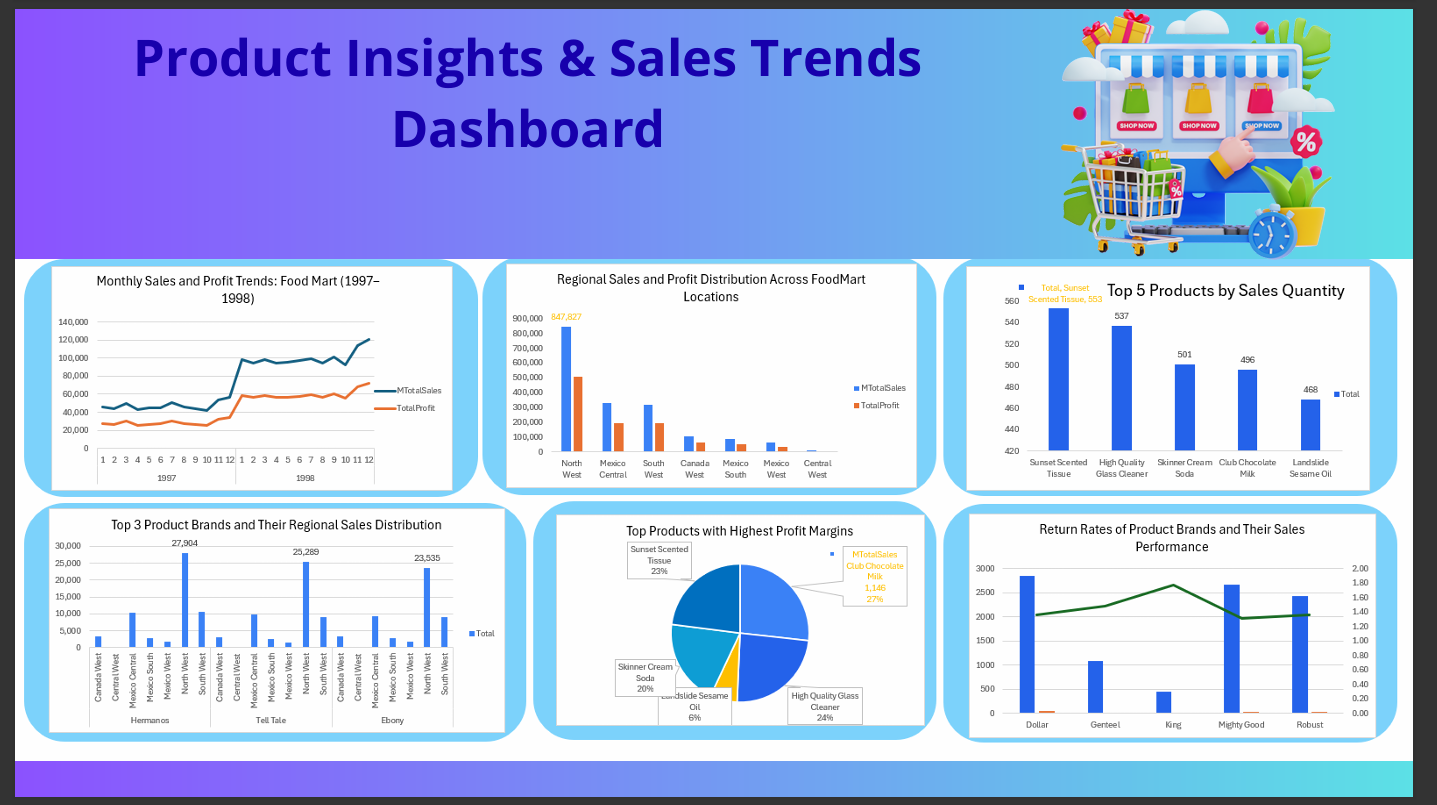 Product Insights & Sales Trends
Dashboard
SHOP NOW
SHOP NOW
SHOP NOW
%
%
Monthly Sales and Profit Trends: Food Mart (1997–
1998)
140,000
120,000
100,000
80,000
60,000
40,000
20,000
0
1 2 3 4 5 6 7 8 9 10 11 12 1 2 3 4 5 6 7 8 9 10 11 12
1997 1998
MTotalSales
TotalProfit
Regional Sales and Profit Distribution Across FoodMart
Locations
847,827
900,000
800,000
700,000
600,000
500,000
400,000
300,000
200,000
100,000
0
North Mexico South Canada Mexico Mexico Central
West Central West West South West West
MTotalSales
TotalProfit
Top 5 Products by Sales Quantity
Total, Sunset
Scented Tissue, 553
560
540
520
500
480
460
440
420
537
501
496
468
Sunset Scented High Quality Skinner Cream Club Chocolate Landslide
Tissue Glass Cleaner Soda Milk Sesame Oil
Total
Top 3 Product Brands and Their Regional Sales Distribution
27,904
25,289
23,535
30,000
25,000
20,000
15,000
10,000
5,000
0
Canada West
Central West
Mexico Central
Mexico South
Mexico West
North West
South West
Canada West
Central West
Mexico Central
Mexico South
Mexico West
North West
South West
Canada West
Central West
Mexico Central
Mexico South
Mexico West
North West
South West
Hermanos Tell Tale Ebony
Total
Top Products with Highest Profit Margins
Sunset Scented
Tissue
23%
MTotalSales
Club Chocolate
Milk
1,146
27%
Skinner Cream
Soda
20%
Sesame
Oil
6%
High Quality Glass
Cleaner
24%
Return Rates of Product Brands and Their Sales
Performance
3000
2500
2000
1500
1000
500
0
2.00
1.80
1.60
1.40
1.20
1.00
0.80
0.60
0.40
0.20
0.00
Dollar Genteel King Mighty Good Robust